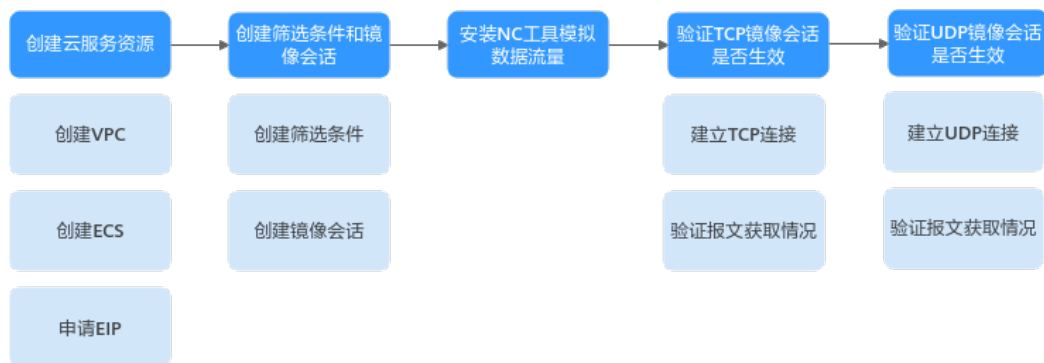 创建云服务资源
创建筛选条件和镜
像会话
安装NC工具模拟
数据流量
验证TCP镜像会话
是否生效
验证UDP镜像会话
是否生效
创建VPC
创建筛选条件
建立TCP连接
建立UDP连接
创建ECS
创建镜像会话
验证报文获取情况
验证报文获取情况
申请EIP